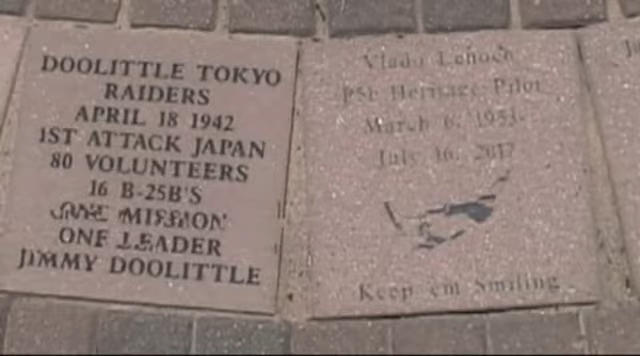 DOOLITTLE TOKYO
RAIDERS
APRIL 18 1942
1ST ATTACK JAPAN
80 VOLUNTEERS
16 B-25B'S
ONE MISSION
ONE LEADER
JIMMY DOOLITTLE
Vlado Lenoch
P51 Heritage Pilot
March 6, 1953-
July 16, 2017
Keep em Smiling